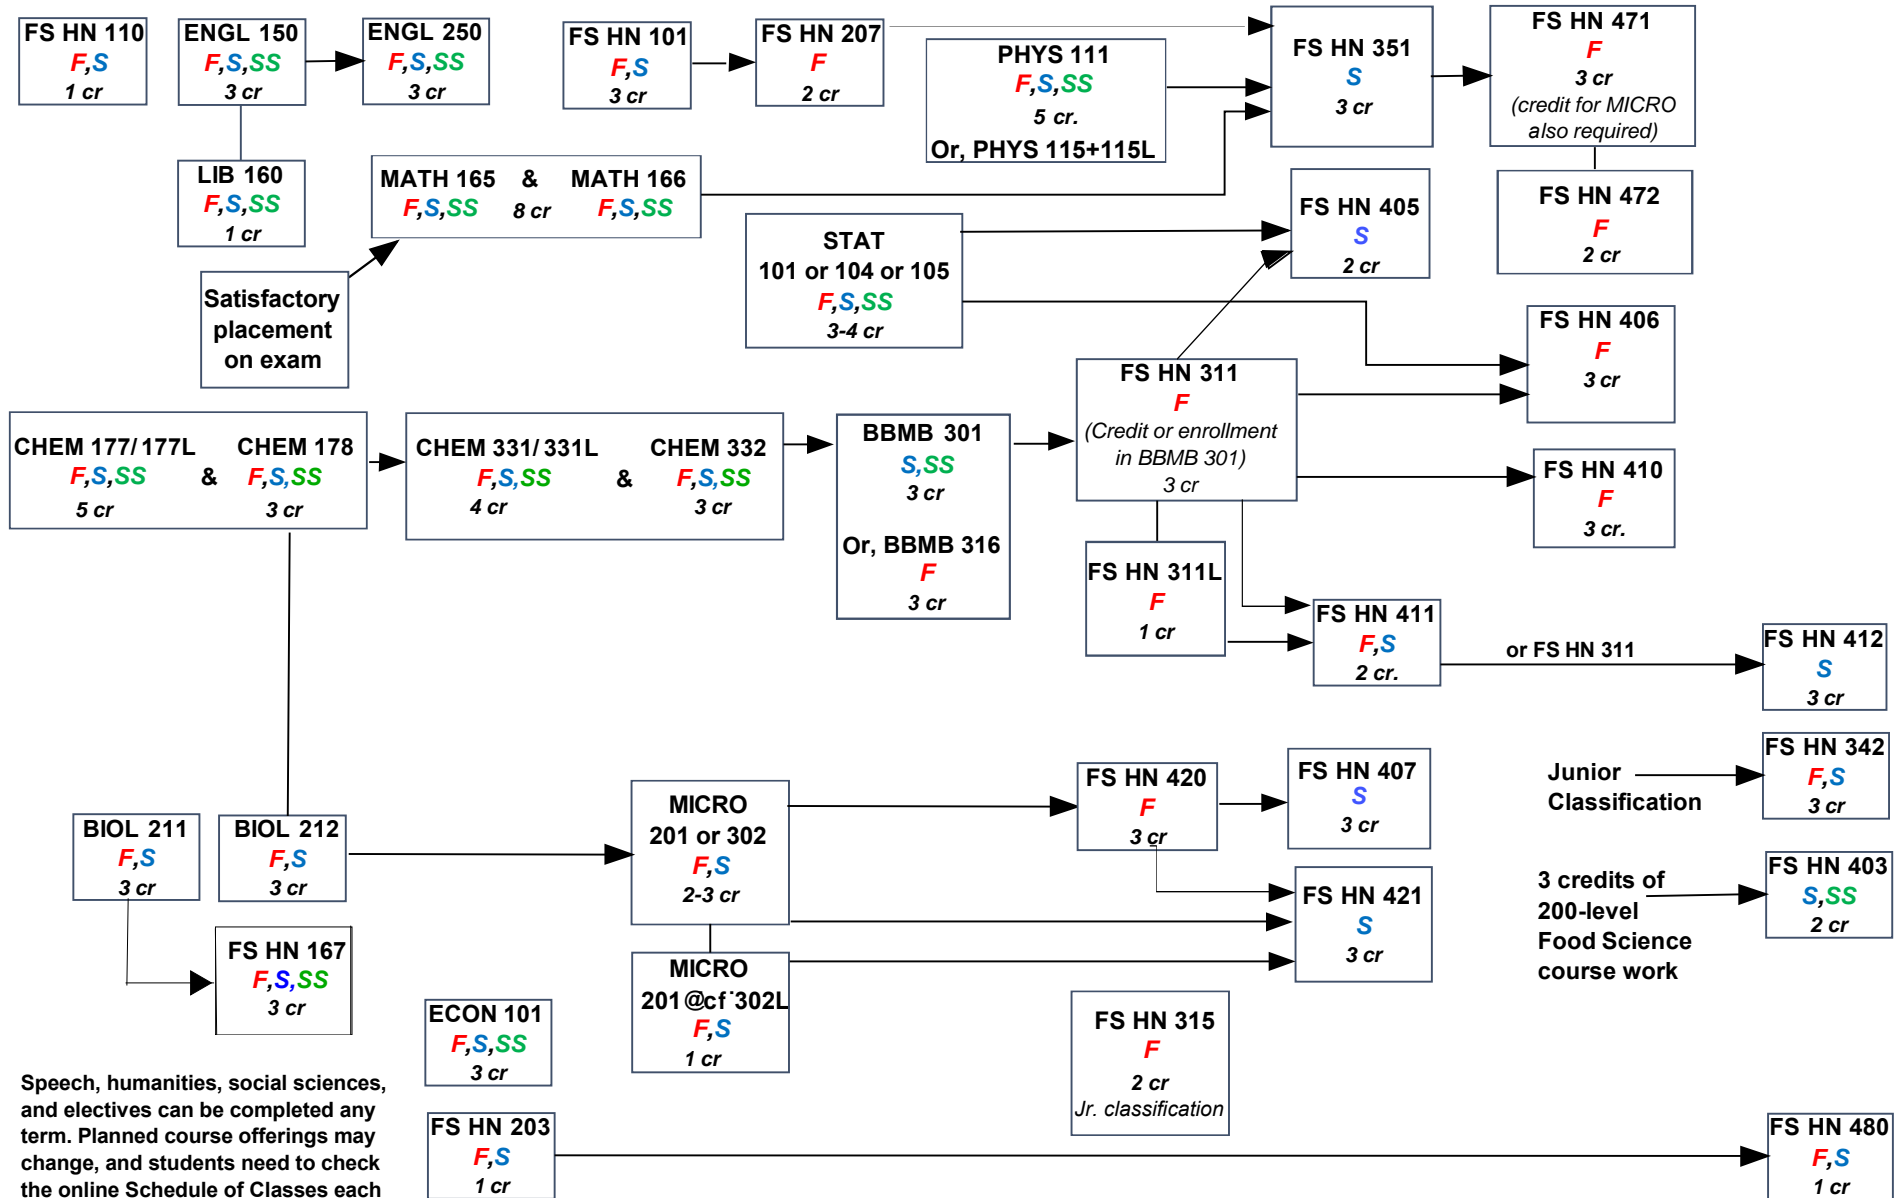 FS HN 110
F,S
1 cr
ENGL 150
F,S,SS
3 cr
ENGL 250
F,S,SS
3 cr
FS HN 101
F,S
3 cr
FS HN 207
F
2 cr
PHYS 111
F,S,SS
5 cr.
Or, PHYS 115+115L
FS HN 351
S
3 cr
FS HN 471
F
3 cr
(credit for MICRO
also required)
LIB 160
F,S,SS
1 cr
MATH 165 & MATH 166
F,S,SS 8 cr F,S,SS
FS HN 405
S
2 cr
FS HN 472
F
2 cr
Satisfactory
placement
on exam
STAT
101 or 104 or 105
F,S,SS
3-4 cr
FS HN 406
F
3 cr
CHEM 177/177L & CHEM 178
F,S,SS F,S,SS
5 cr 3 cr
CHEM 331/331L & CHEM 332
F,S,SS F,S,SS
4 cr 3 cr
BBMB 301
S,SS
3 cr
Or, BBMB 316
F
3 cr
FS HN 311
F
(Credit or enrollment
in BBMB 301)
3 cr
FS HN 410
F
3 cr.
FS HN 311L
F
1 cr
FS HN 411
F,S
2 cr.
or FS HN 311
FS HN 412
S
3 cr
BIOL 211
F,S
3 cr
BIOL 212
F,S
3 cr
MICRO
201 or 302
F,S
2-3 cr
FS HN 420
F
3 cr
FS HN 407
S
3 cr
Junior
Classification
FS HN 342
F,S
3 cr
FS HN 167
F,S,SS
3 cr
MICRO
302L
F,S
1 cr
FS HN 421
S
3 cr
3 credits of
200-level
Food Science
course work
FS HN 403
S,SS
2 cr
ECON 101
F,S,SS
3 cr
FS HN 315
F
2 cr
Jr. classification
Speech, humanities, social sciences,
and electives can be completed any
term. Planned course offerings may
change, and students need to check
the online Schedule of Classes each
FS HN 203
F,S
1 cr
FS HN 480
F,S
1 cr